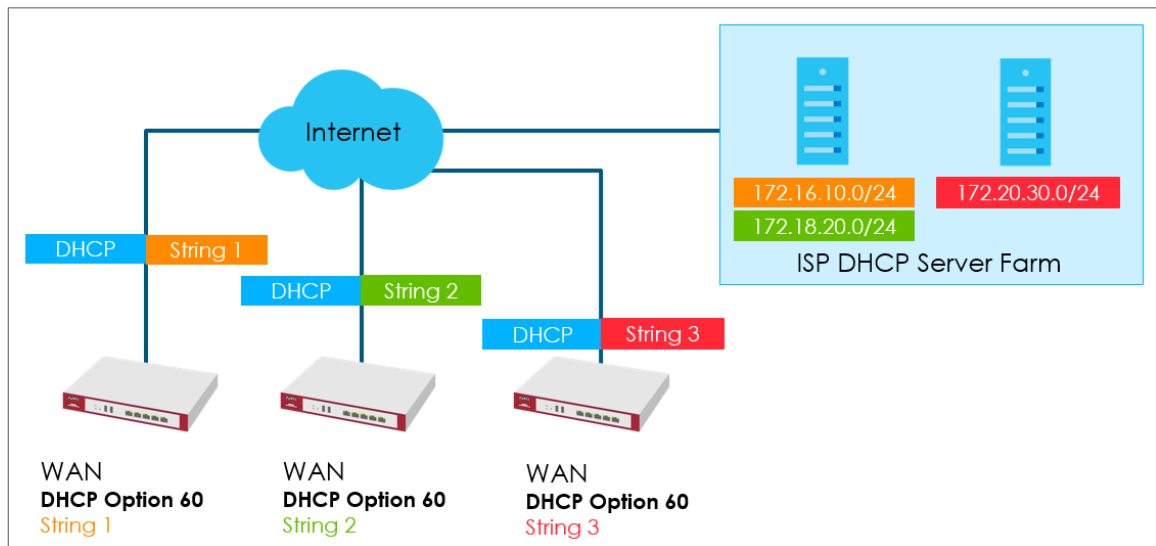 Internet
172.16.10.0/24
172.20.30.0/24
172.18.20.0/24
ISP DHCP Server Farm
DHCP String 1
DHCP String 2
DHCP String 3
WAN
DHCP Option 60
String 1
WAN
DHCP Option 60
String 2
WAN
DHCP Option 60
String 3